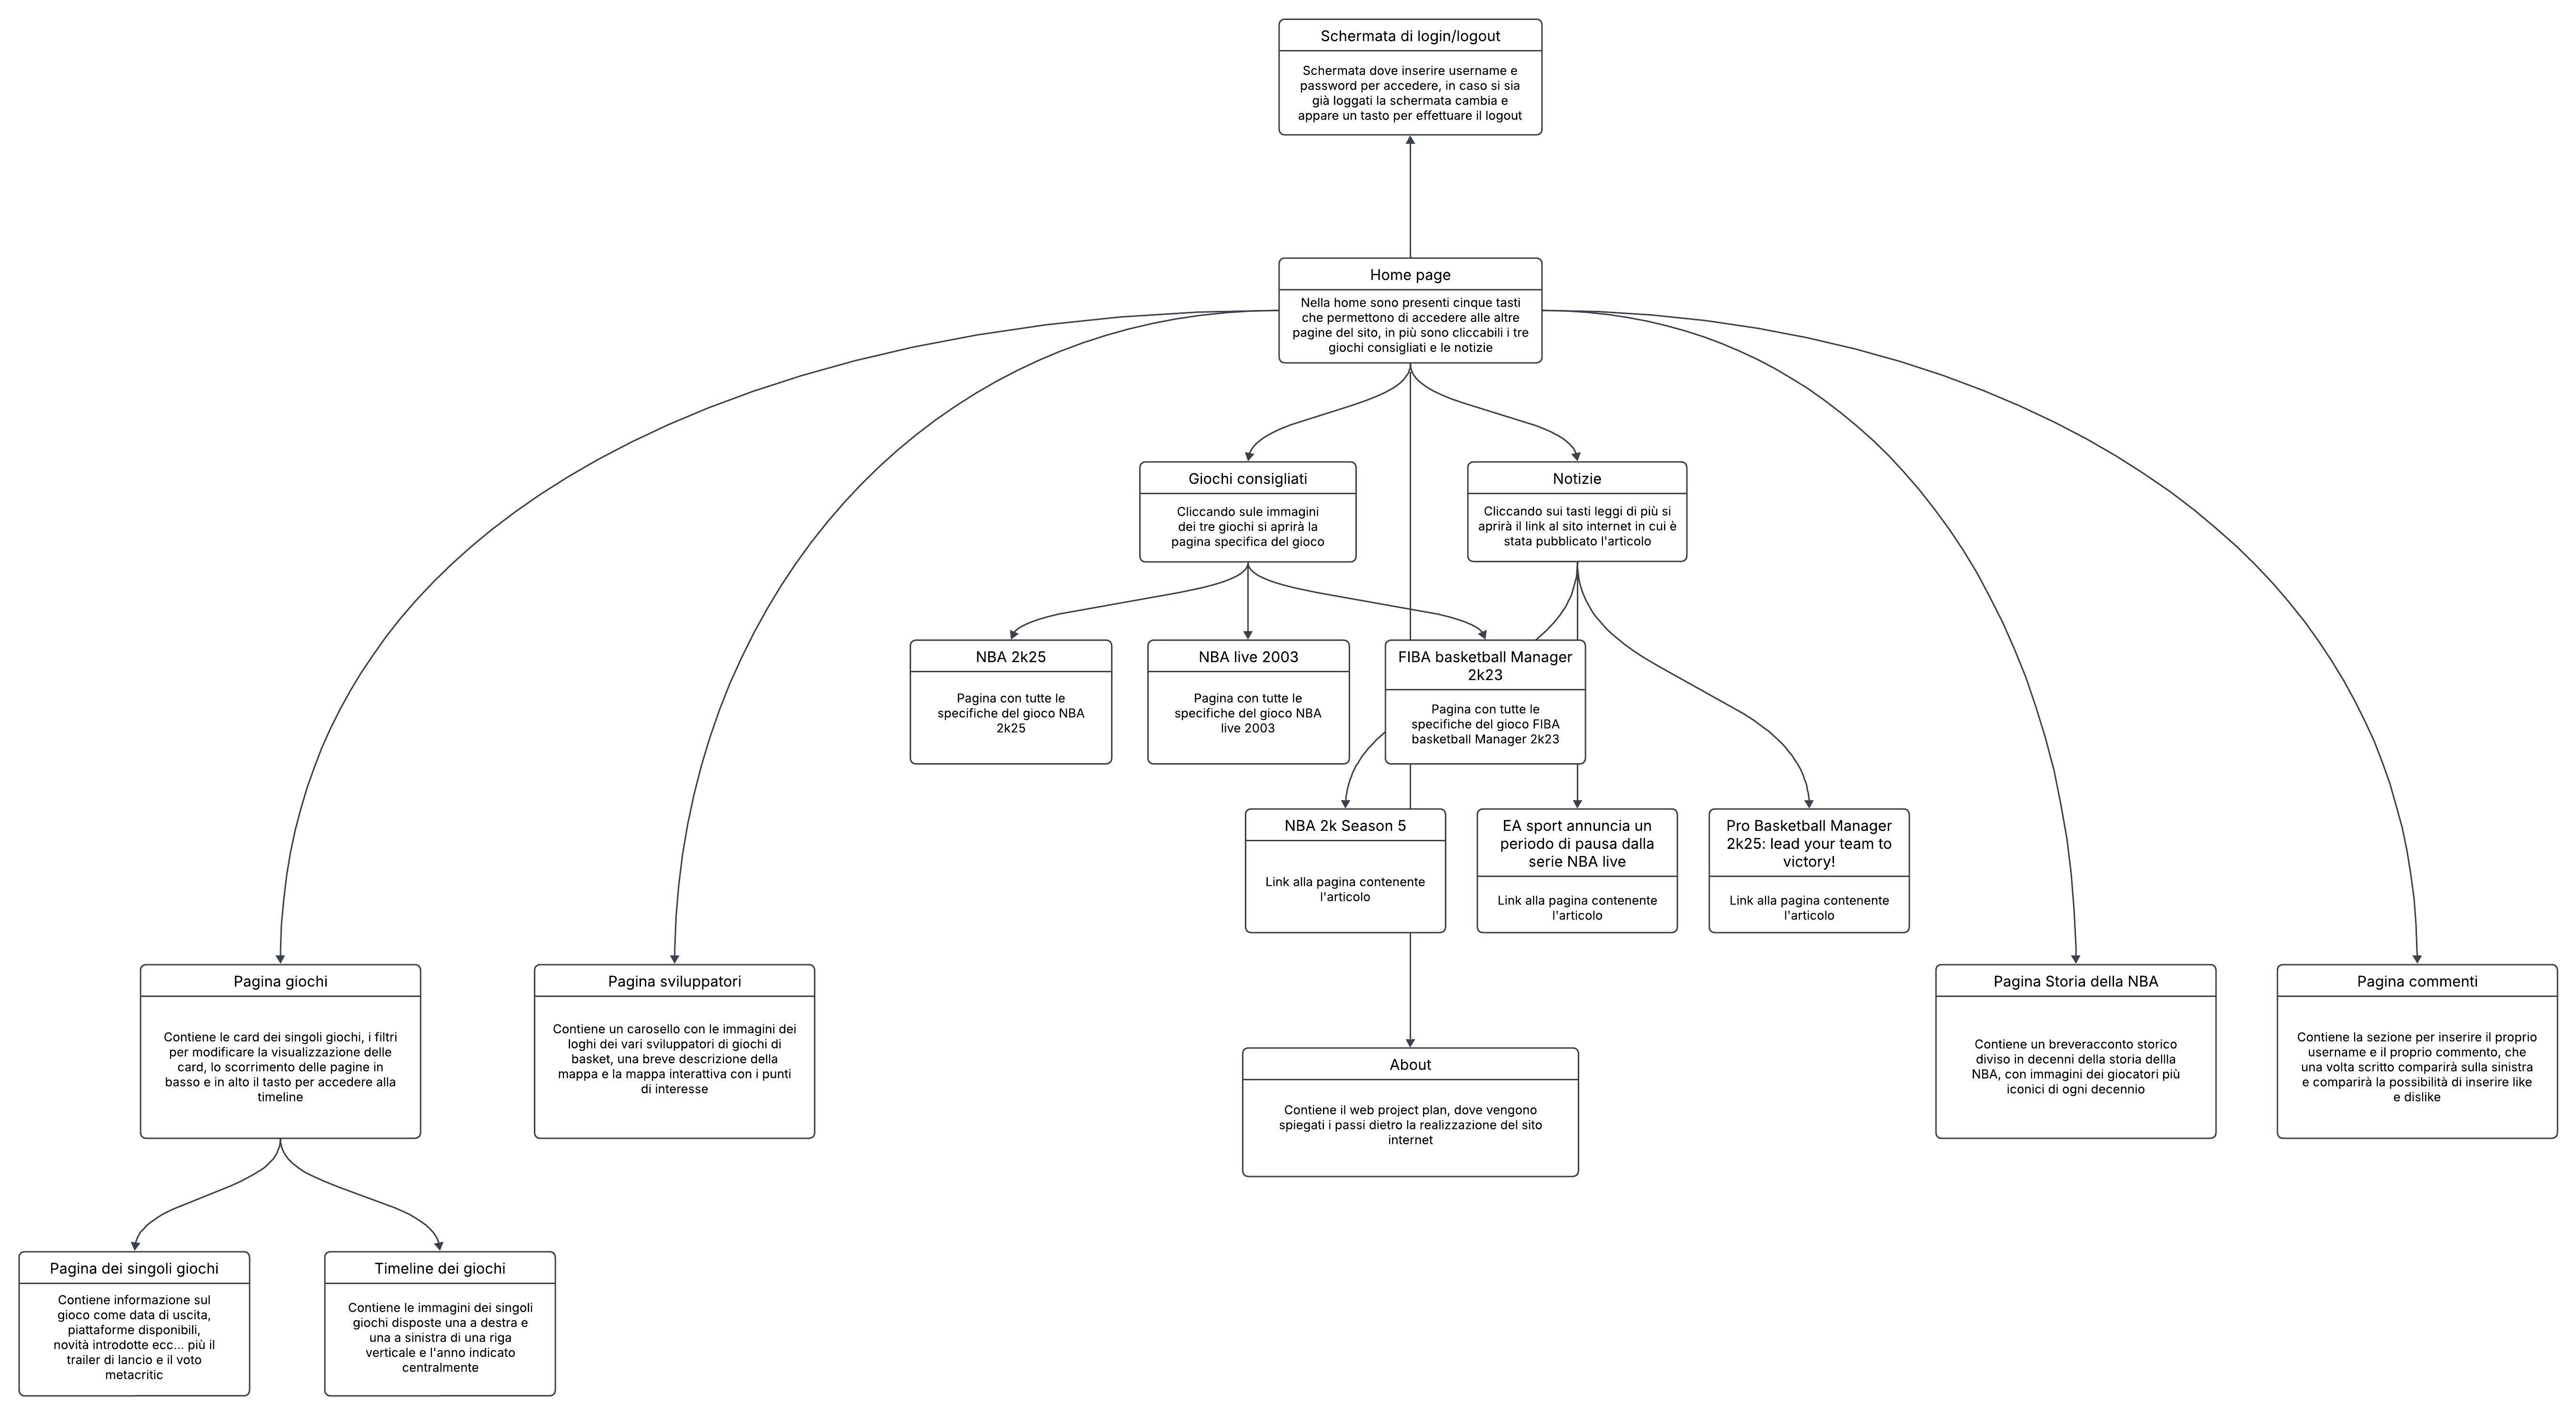 Schermata di login/logout
Schermata dove inserire username e
password per accedere, in caso si sia
già loggati la schermata cambia e
appare un tasto per effettuare il logout
Home page
Nella home sono presenti cinque tasti
che permettono di accedere alle altre
pagine del sito, in più sono cliccabili i tre
giochi consigliati e le notizie
Giochi consigliati
Cliccando sule immagini
dei tre giochi si aprirà la
pagina specifica del gioco
Notizie
Cliccando sui tasti leggi di più si
aprirà il link al sito internet in cui è
stata pubblicato l'articolo
NBA 2k25
Pagina con tutte le
specifiche del gioco NBA
2k25
NBA live 2003
Pagina con tutte le
specifiche del gioco NBA
live 2003
FIBA basketball Manager
2k23
Pagina con tutte le
specifiche del gioco FIBA
basketball Manager 2k23
NBA 2k Season 5
Link alla pagina contenente
l'articolo
EA sport annuncia un
periodo di pausa dalla
serie NBA live
Link alla pagina contenente
l'articolo
Pro Basketball Manager
2k25: lead your team to
victory!
Link alla pagina contenente
l'articolo
Pagina giochi
Contiene le card dei singoli giochi, i filtri
per modificare la visualizzazione delle
card, lo scorrimento delle pagine in
basso e in alto il tasto per accedere alla
timeline
Pagina sviluppatori
Contiene un carosello con le immagini dei
loghi dei vari sviluppatori di giochi di
basket, una breve descrizione della
mappa e la mappa interattiva con i punti
di interesse
About
Contiene il web project plan, dove vengono
spiegati i passi dietro la realizzazione del sito
internet
Pagina Storia della NBA
Contiene un breveracconto storico
diviso in decenni della storia dellla
NBA, con immagini dei giocatori più
iconici di ogni decennio
Pagina commenti
Contiene la sezione per inserire il proprio
username e il proprio commento, che
una volta scritto comparirà sulla sinistra
e comparirà la possibilità di inserire like
e dislike
Pagina dei singoli giochi
Contiene informazione sul
gioco come data di uscita,
piattaforme disponibili,
novità introdotte ecc... più il
trailer di lancio e il voto
metacritic
Timeline dei giochi
Contiene le immagini dei singoli
giochi disposte una a destra e
una a sinistra di una riga
verticale e l'anno indicato
centralmente